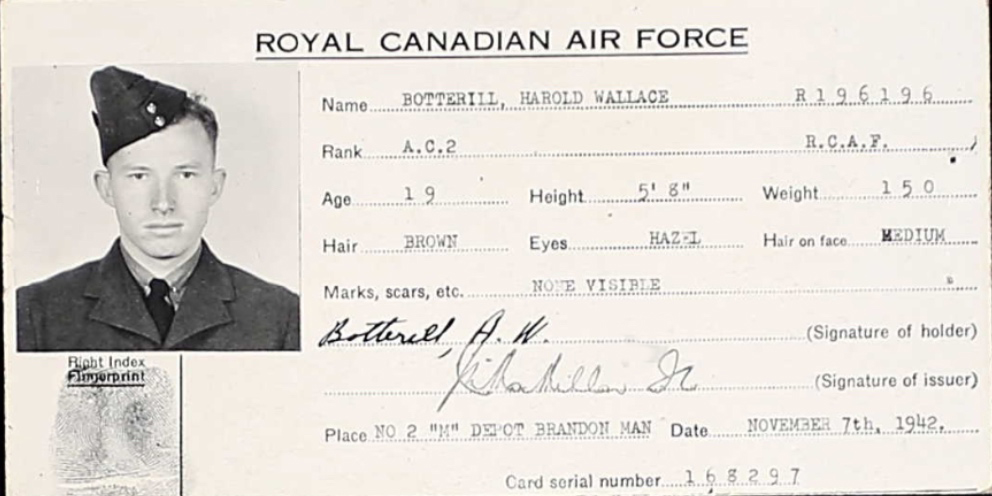 ROYAL CANADIAN AIR FORCE
Name BOTTERILL, HAROLD WALLACE R196196
Rank A.C.2 R.C.A.F.
Age 19 Height 5' 8" Weight 150
Hair BROWN Eyes HAZEL Hair on face MEDIUM
Marks, scars, etc. NONE VISIBLE
Botterill, H. W. (Signature of holder)
(Signature of issuer)
Right Index
Fingerprint
Place NO 2 "M" DEPOT BRANDON MAN Date NOVEMBER 7th, 1942.
Card serial number 168297